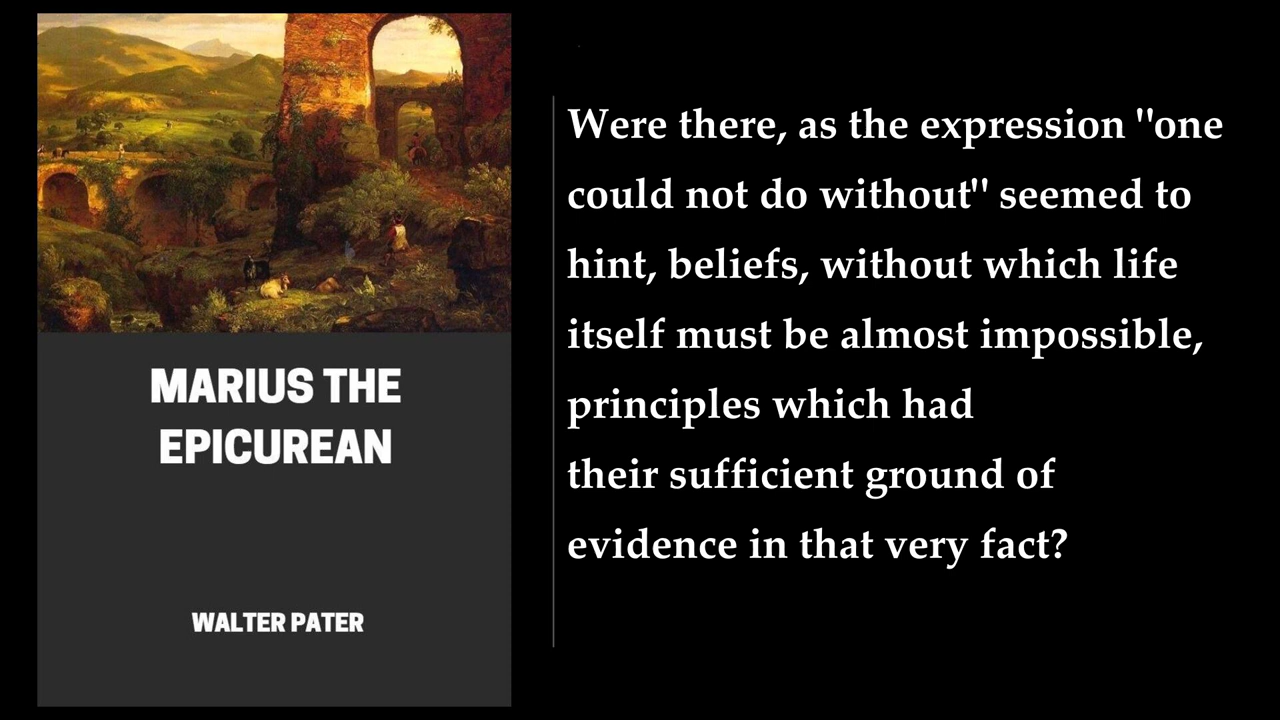 MARIUS THE
EPICUREAN
WALTER PATER
Were there, as the expression "one
could not do without" seemed to
hint, beliefs, without which life
itself must be almost impossible,
principles which had
their sufficient ground of
evidence in that very fact?